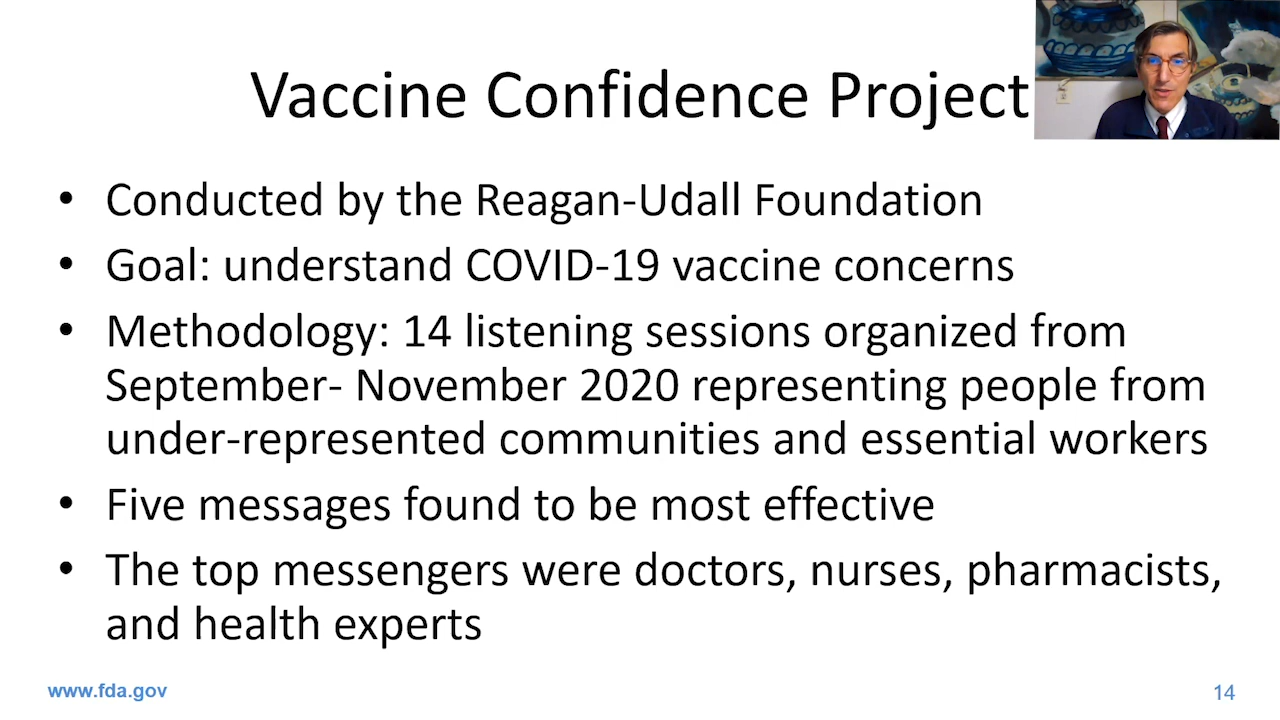 Vaccine Confidence Project
• Conducted by the Reagan-Udall Foundation
• Goal: understand COVID-19 vaccine concerns
• Methodology: 14 listening sessions organized from
September- November 2020 representing people from
under-represented communities and essential workers
• Five messages found to be most effective
• The top messengers were doctors, nurses, pharmacists,
and health experts
www.fda.gov
14